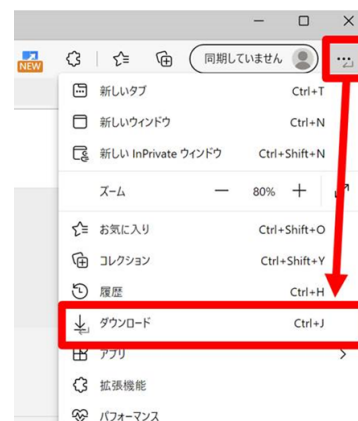 NEW
同期していません
新しいタブ Ctrl+T
新しいウィンドウ Ctrl+N
新しい InPrivate ウィンドウ Ctrl+Shift+N
ズーム — 80% +
お気に入り Ctrl+Shift+O
コレクション Ctrl+Shift+Y
履歴 Ctrl+H
ダウンロード Ctrl+J
アプリ
拡張機能
パフォーマンス